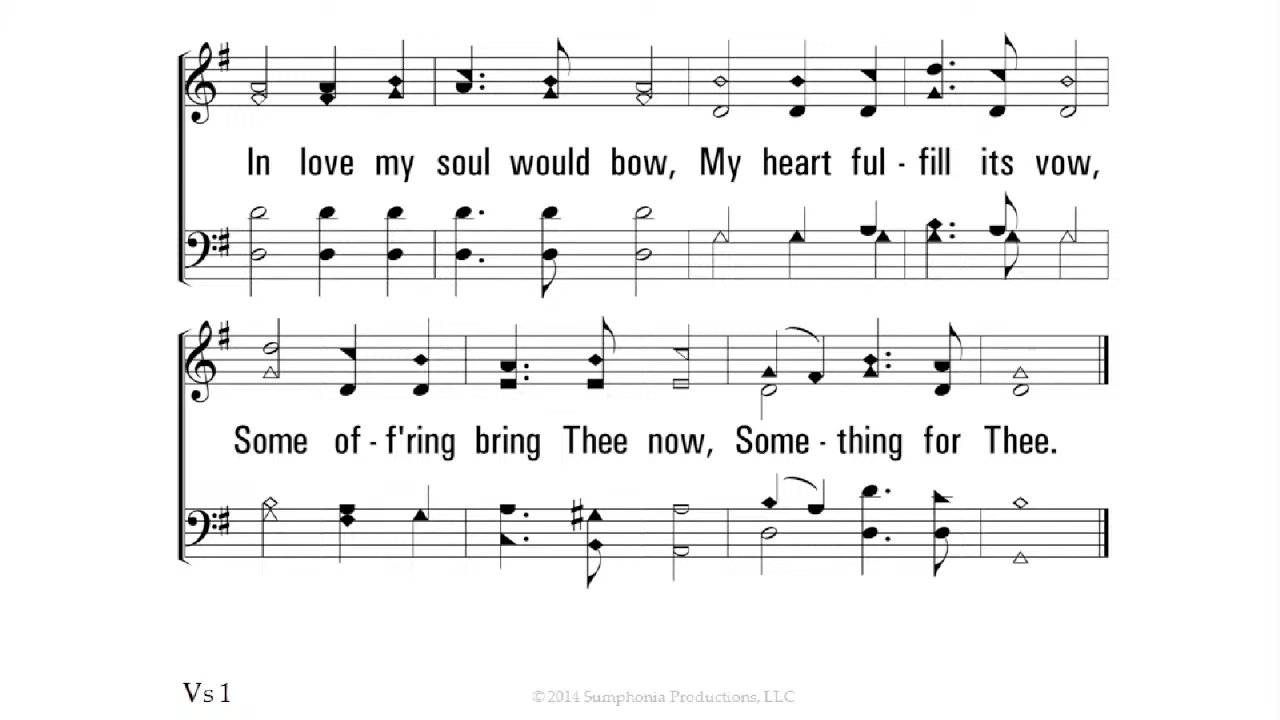 In love my soul would bow, My heart ful - fill its vow,
Some of - f'ring bring Thee now, Some - thing for Thee.
Vs 1
©2014 Sumphonia Productions, LLC